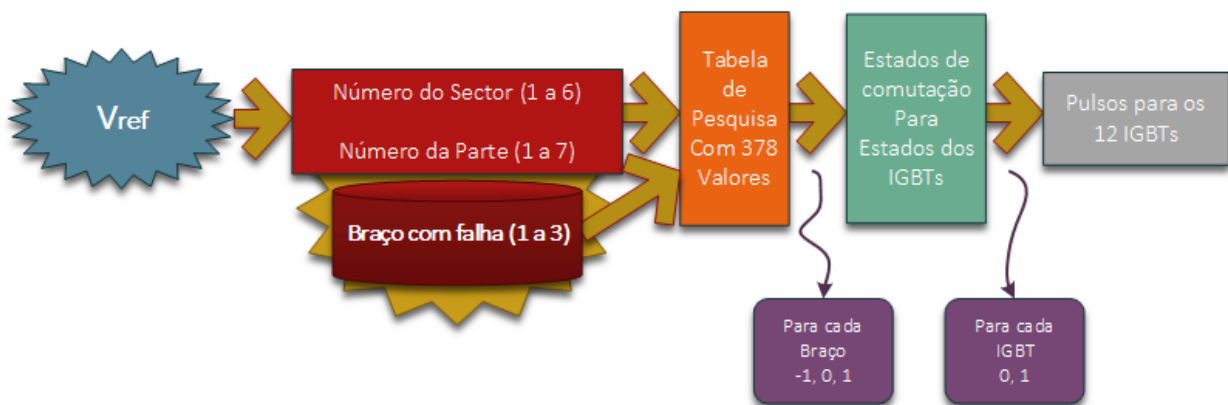 Vref
Número do Sector (1 a 6)
Número da Parte (1 a 7)
Braço com falha (1 a 3)
Tabela
de
Pesquisa
Com 378
Valores
Estados de
comutação
Para
Estados dos
IGBTs
Pulsos para os
12 IGBTs
Para cada
Braço
-1, 0, 1
Para cada
IGBT
0, 1